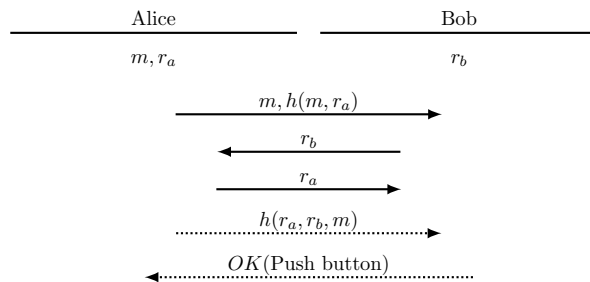 Alice Bob
m, r_a r_b
m, h(m, r_a)
r_b
r_a
h(r_a, r_b, m)
OK(Push button)